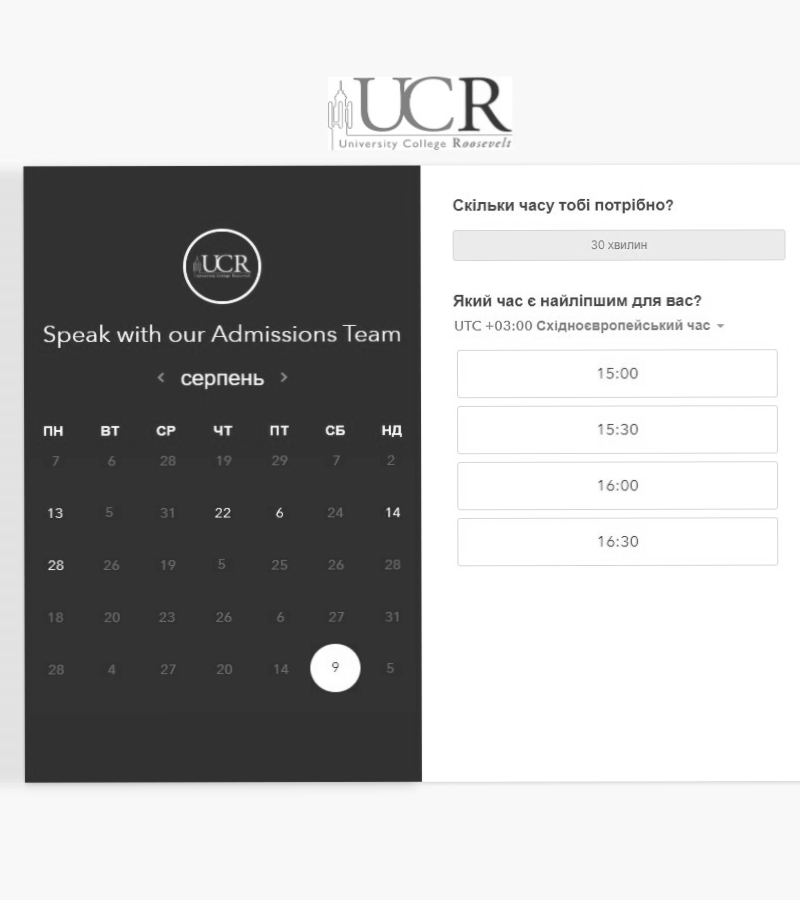 UCR
University College Roosevelt
UCR
Speak with our Admissions Team
серпень
ПН ВТ СР ЧТ ПТ СБ НД
7 6 28 19 29 7 2
13 5 31 22 6 24 14
28 26 19 5 25 26 28
18 20 23 26 6 27 31
28 4 27 20 14 9 5
Скільки часу тобі потрібно?
30 хвилин
Який час є найліпшим для вас?
UTC +03:00 Східноєвропейський час
15:00
15:30
16:00
16:30